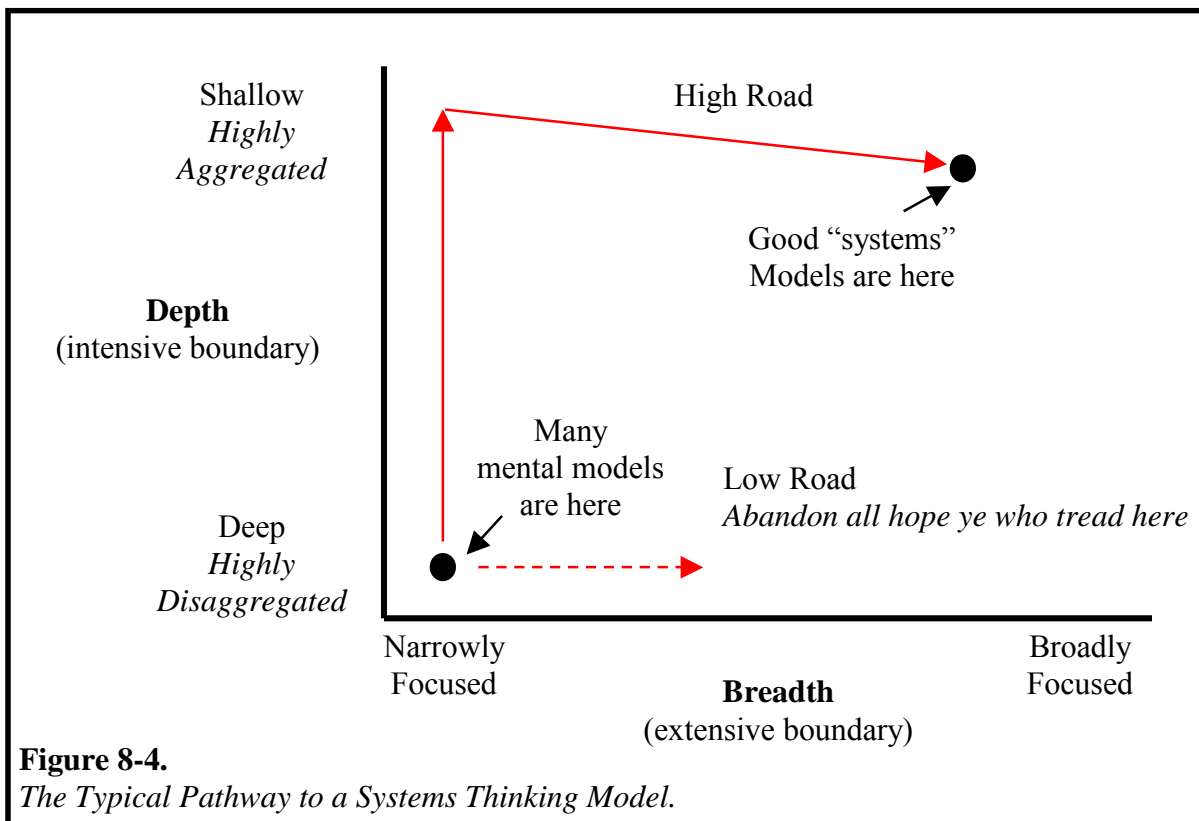 Shallow
Highly
Aggregated
High Road
Good “systems”
Models are here
Depth
(intensive boundary)
Many
mental models
are here
Low Road
Abandon all hope ye who tread here
Deep
Highly
Disaggregated
Narrowly
Focused
Broadly
Focused
Breadth
(extensive boundary)
Figure 8-4.
The Typical Pathway to a Systems Thinking Model.